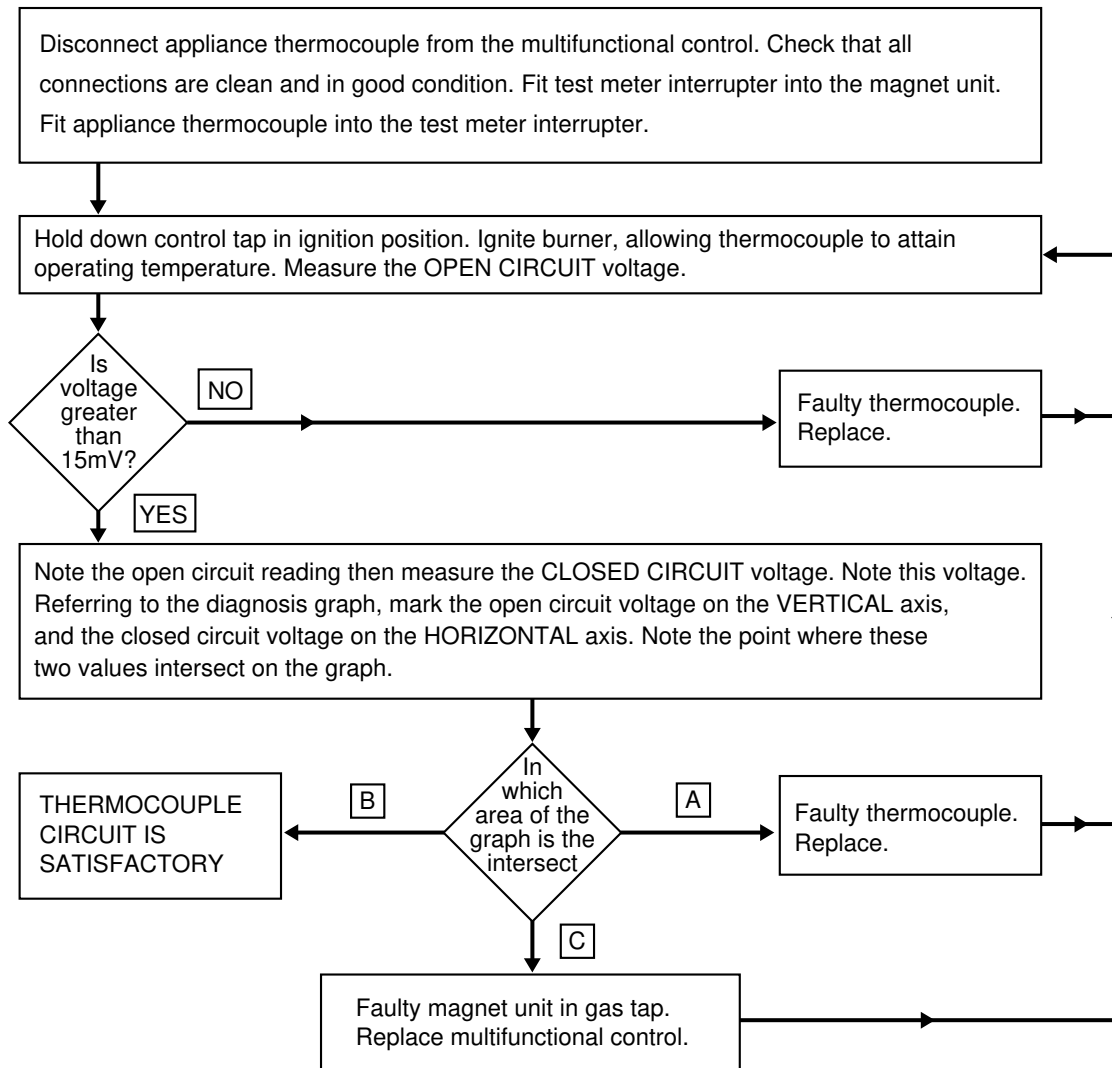 Disconnect appliance thermocouple from the multifunctional control. Check that all
connections are clean and in good condition. Fit test meter interrupter into the magnet unit.
Fit appliance thermocouple into the test meter interrupter.
Hold down control tap in ignition position. Ignite burner, allowing thermocouple to attain
operating temperature. Measure the OPEN CIRCUIT voltage.
Is
voltage
greater
than
15mV?
NO
Faulty thermocouple.
Replace.
YES
Note the open circuit reading then measure the CLOSED CIRCUIT voltage. Note this voltage.
Referring to the diagnosis graph, mark the open circuit voltage on the VERTICAL axis,
and the closed circuit voltage on the HORIZONTAL axis. Note the point where these
two values intersect on the graph.
In
which
area of the
graph is the
intersect
B
THERMOCOUPLE
CIRCUIT IS
SATISFACTORY
A
Faulty thermocouple.
Replace.
C
Faulty magnet unit in gas tap.
Replace multifunctional control.